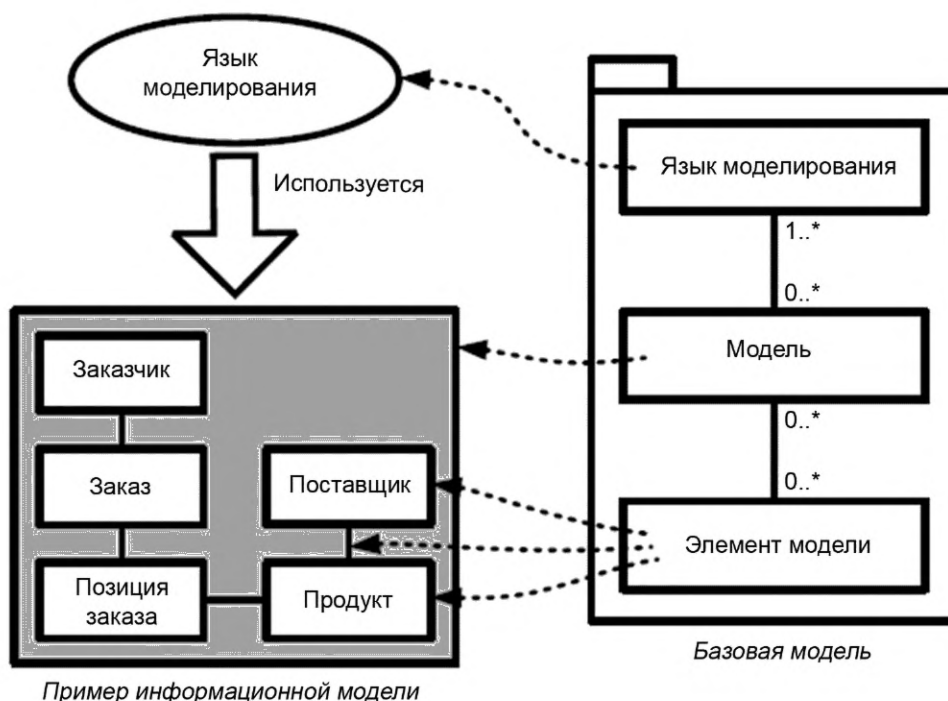 Язык
моделирования
Используется
Заказчик
Заказ
Поставщик
Позиция
заказа
Продукт
Пример информационной модели
Язык моделирования
1..*
0..*
Модель
0..*
0..*
Элемент модели
Базовая модель